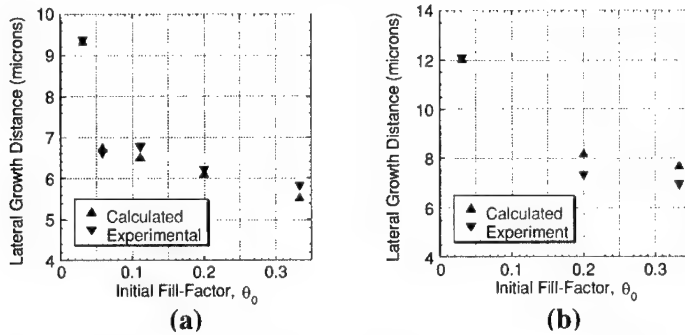 Lateral Growth Distance (microns)
10
9
8
7
6
5
4
Calculated
Experimental
0
0.1
0.2
0.3
Initial Fill-Factor, θ0
(a)
Lateral Growth Distance (microns)
14
12
10
8
6
4
Calculated
Experiment
0
0.1
0.2
0.3
Initial Fill-Factor, θ0
(b)